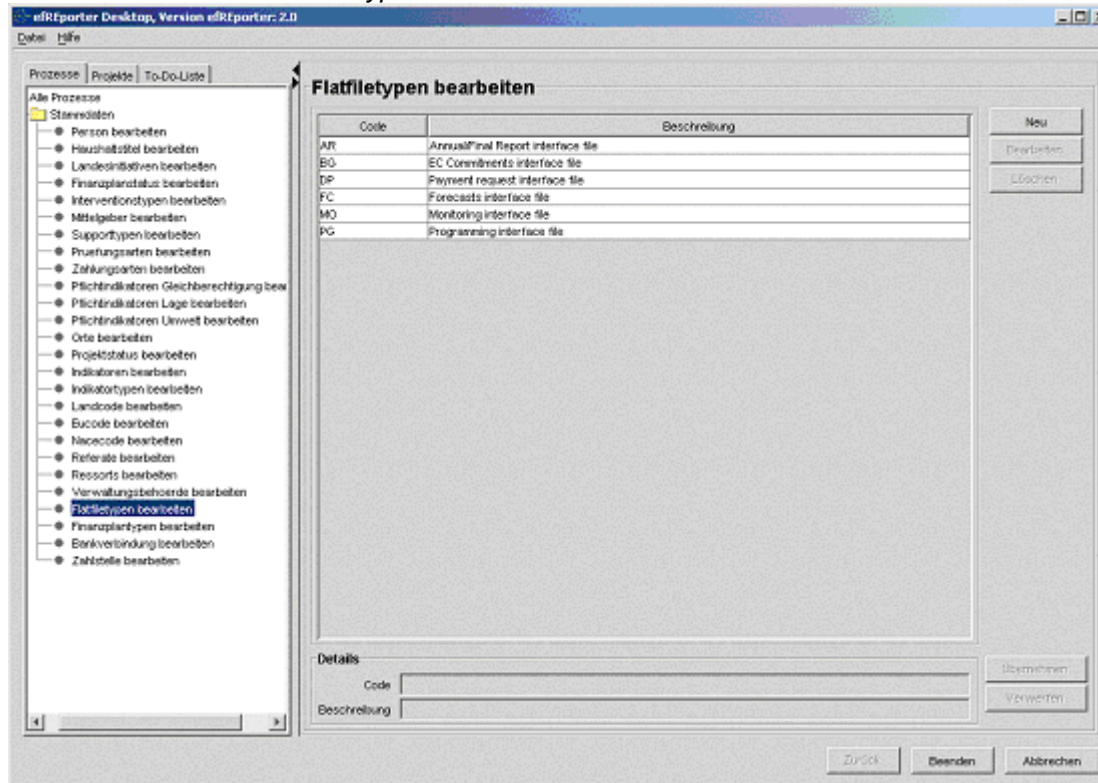 efREporter Desktop, Version efREporter: 2.0
Datei Hilfe
Prozesse Projekte To-Do-Liste
Alle Prozesse
Stammdaten
Person bearbeiten
Haushaltstitel bearbeiten
Landesinitiativen bearbeiten
Finanzplanstatus bearbeiten
Interventionstypen bearbeiten
Mittelgeber bearbeiten
Supporttypen bearbeiten
Pruefungsarten bearbeiten
Zahlungsarten bearbeiten
Pflichtindikatoren Gleichberechtigung bear
Pflichtindikatoren Lage bearbeiten
Pflichtindikatoren Umwelt bearbeiten
Orte bearbeiten
Projektstatus bearbeiten
Indikatoren bearbeiten
Indikatortypen bearbeiten
Landcode bearbeiten
Eucode bearbeiten
Nacecode bearbeiten
Referate bearbeiten
Ressorts bearbeiten
Verwaltungsbehoerde bearbeiten
Flatfiletypen bearbeiten
Finanzplantypen bearbeiten
Bankverbindung bearbeiten
Zahlstelle bearbeiten
Flatfiletypen bearbeiten
Code Beschreibung
AR Annual/Final Report interface file
BG EC Commitments interface file
DP Payment request interface file
FC Forecasts interface file
MO Monitoring interface file
PG Programming interface file
Neu
Bearbeiten
Löschen
Details
Code
Beschreibung
Übernehmen
Verwerfen
Zurück Beenden Abbrechen